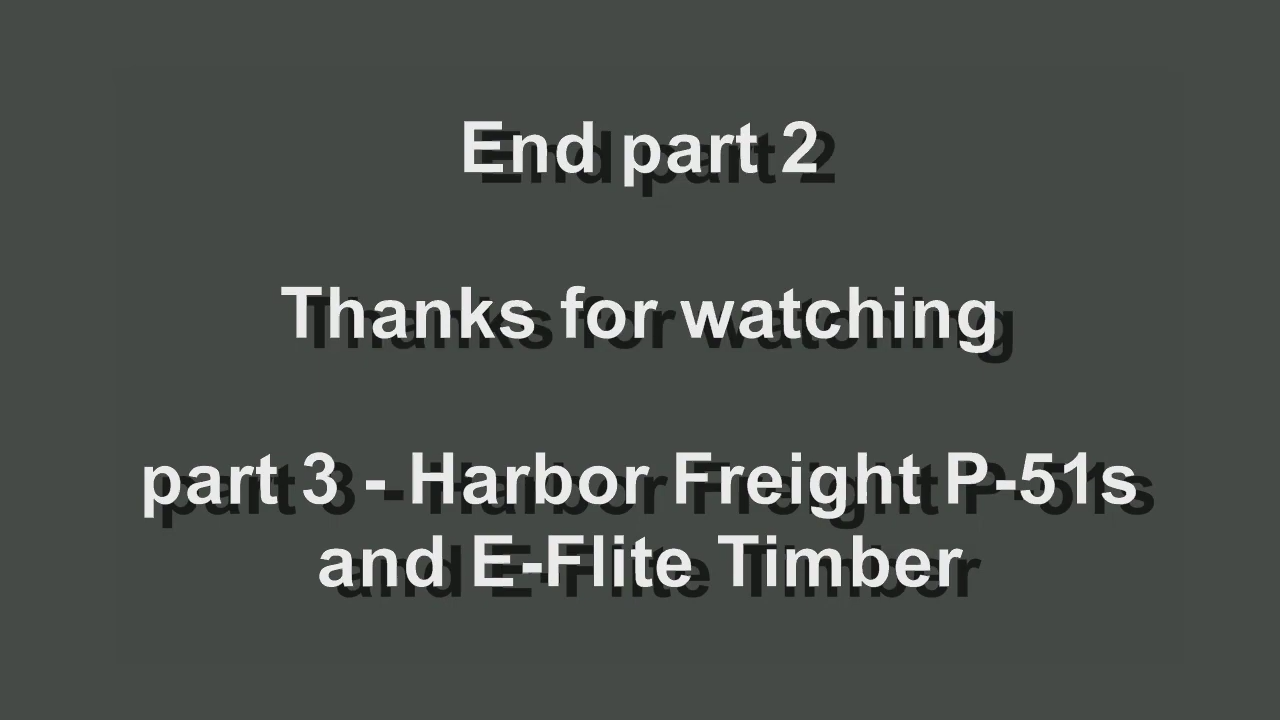 End part 2
Thanks for watching
part 3 - Harbor Freight P-51s
and E-Flite Timber